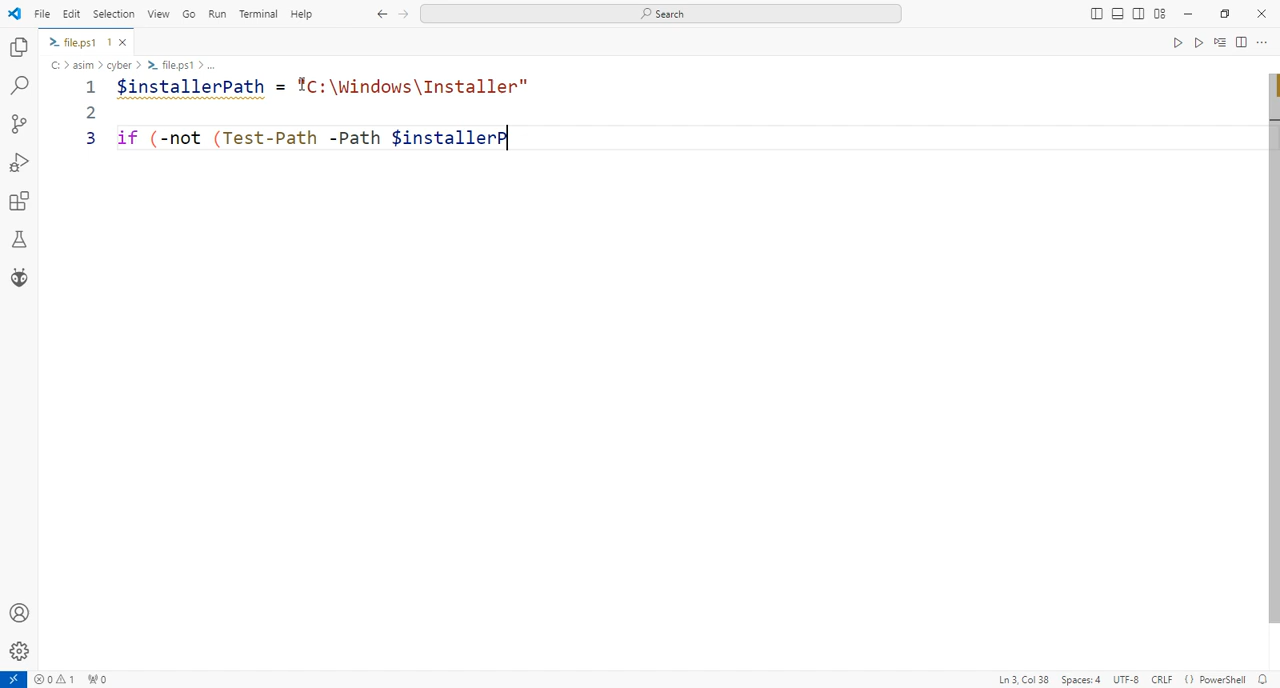 File Edit Selection View Go Run Terminal Help Search
file.ps1 1
C: > asim > cyber > file.ps1 > ...
1 $installerPath = "C:\Windows\Installer"
2
3 if (-not (Test-Path -Path $installerP
0 1 0 Ln 3, Col 38 Spaces: 4 UTF-8 CRLF {} PowerShell